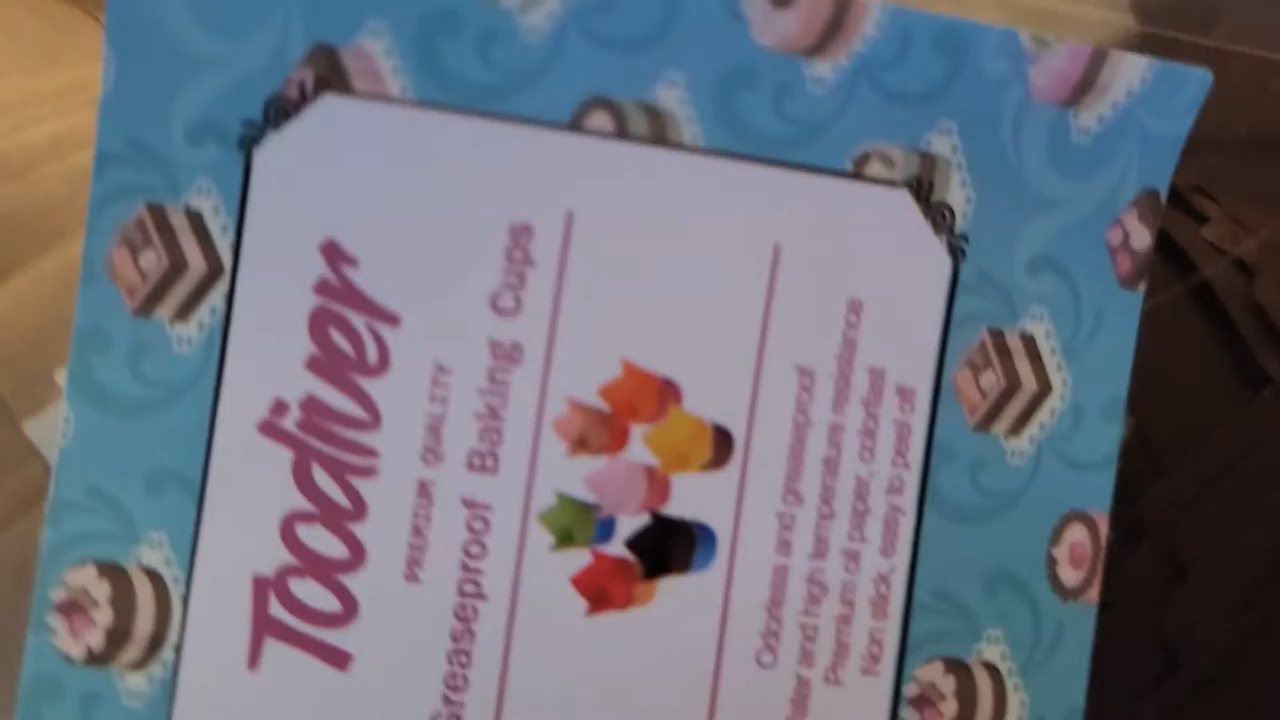 Toodiver
PREMIUM QUALITY
Greaseproof Baking Cups
Odorless and greaseproof
Water and high temperature resistance
Premium oil paper, colorfast
Non stick, easy to peel off